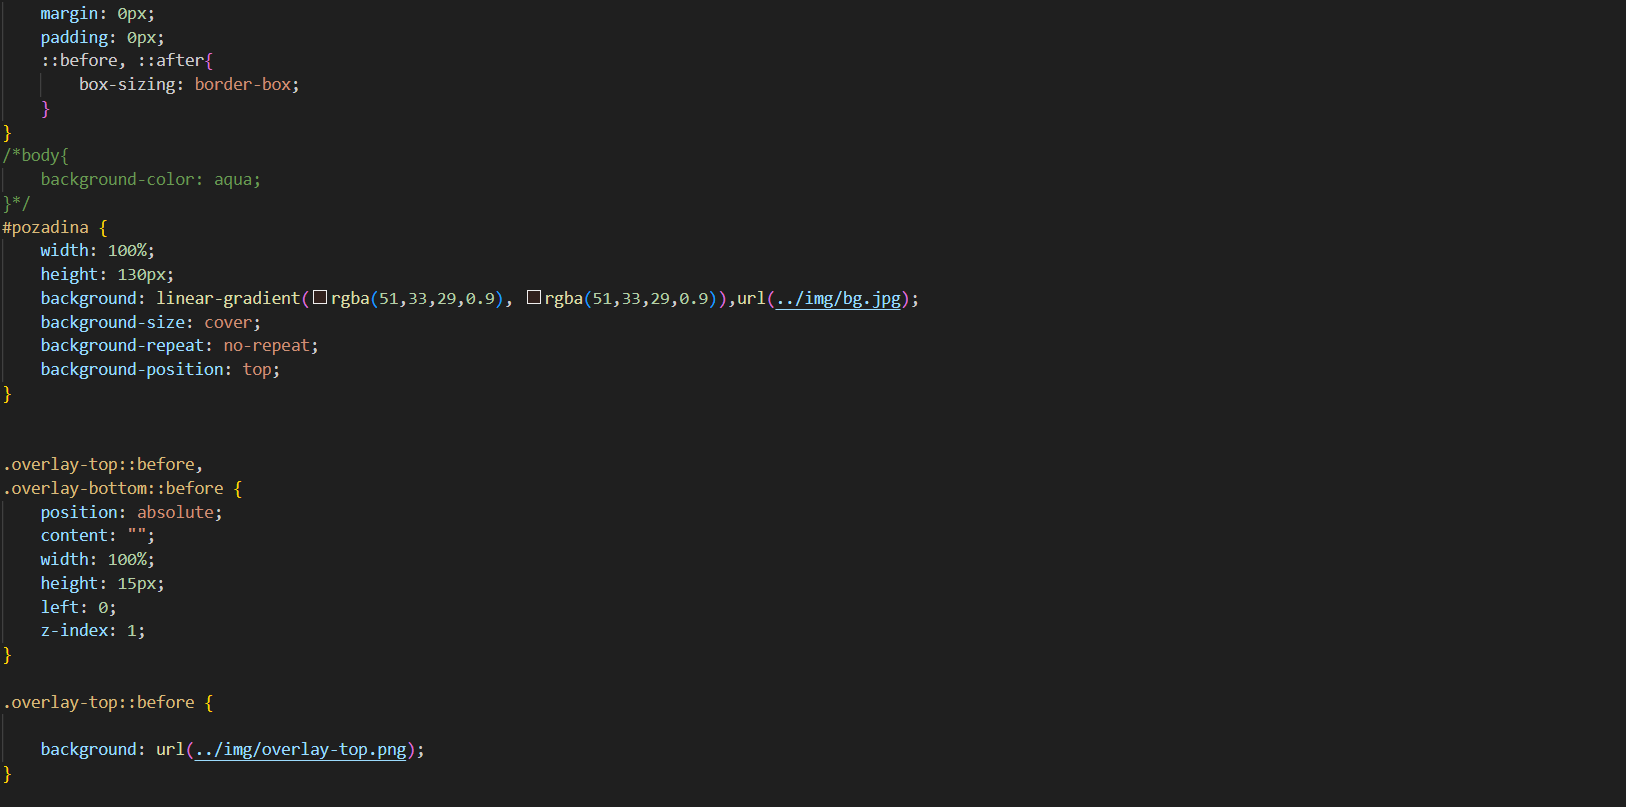 margin: 0px;
padding: 0px;
::before, ::after{
box-sizing: border-box;
}
}
/*body{
background-color: aqua;
}*/
#pozadina {
width: 100%;
height: 130px;
background: linear-gradient(rgba(51,33,29,0.9), rgba(51,33,29,0.9)),url(../img/bg.jpg);
background-size: cover;
background-repeat: no-repeat;
background-position: top;
}
.overlay-top::before,
.overlay-bottom::before {
position: absolute;
content: "";
width: 100%;
height: 15px;
left: 0;
z-index: 1;
}
.overlay-top::before {
background: url(../img/overlay-top.png);
}